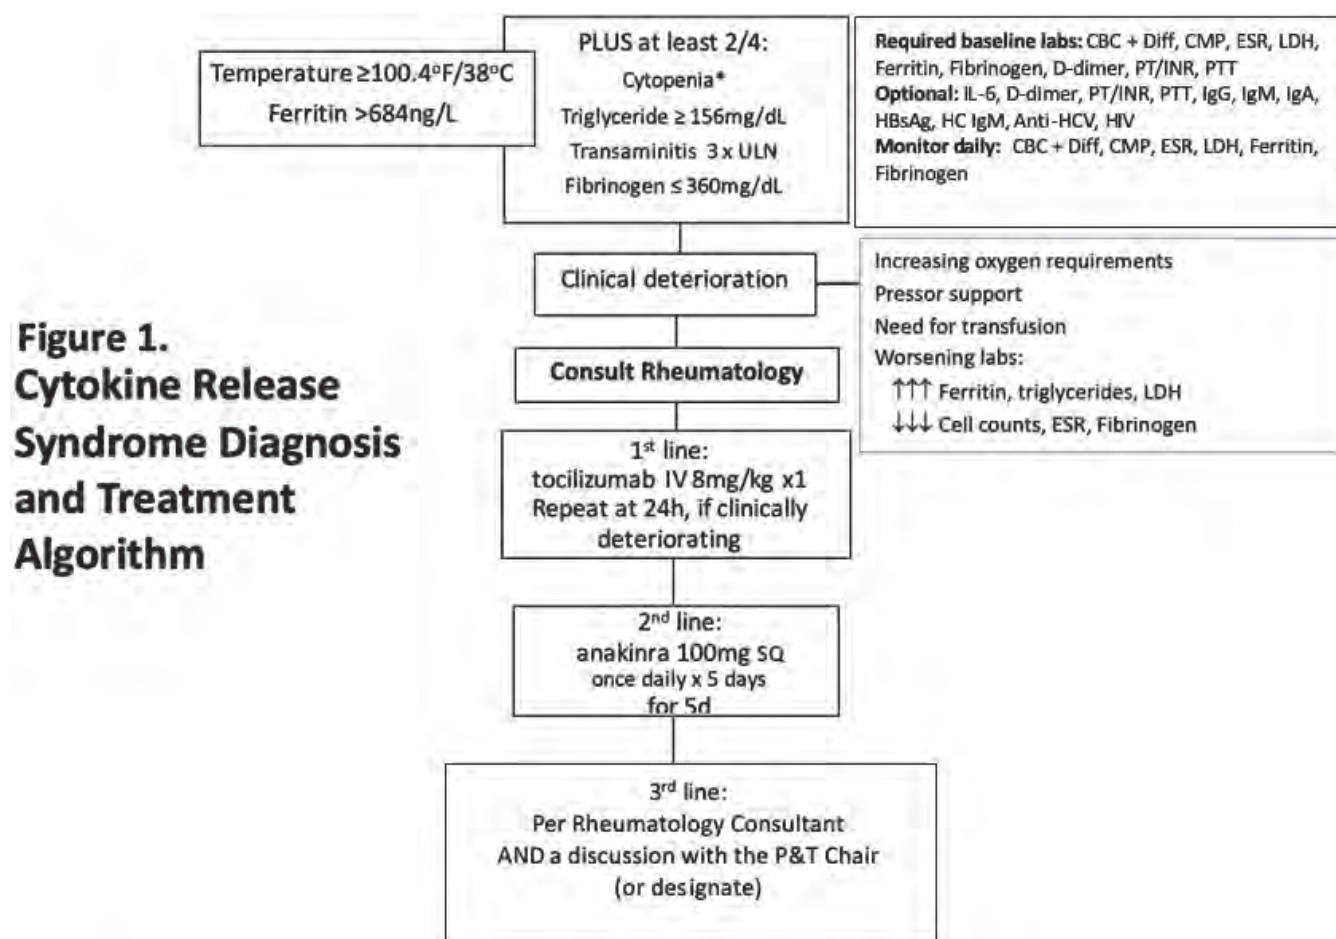 Temperature ≥100.4°F/38°C
Ferritin >684ng/L
PLUS at least 2/4:
Cytopenia*
Triglyceride ≥ 156mg/dL
Transaminitis 3 x ULN
Fibrinogen ≤ 360mg/dL
Required baseline labs: CBC + Diff, CMP, ESR, LDH,
Ferritin, Fibrinogen, D-dimer, PT/INR, PTT
Optional: IL-6, D-dimer, PT/INR, PTT, IgG, IgM, IgA,
HBsAg, HC IgM, Anti-HCV, HIV
Monitor daily: CBC + Diff, CMP, ESR, LDH, Ferritin,
Fibrinogen
Clinical deterioration
Increasing oxygen requirements
Pressor support
Need for transfusion
Worsening labs:
↑↑↑ Ferritin, triglycerides, LDH
↓↓↓ Cell counts, ESR, Fibrinogen
Figure 1.
Cytokine Release
Syndrome Diagnosis
and Treatment
Algorithm
Consult Rheumatology
1st line:
tocilizumab IV 8mg/kg x1
Repeat at 24h, if clinically
deteriorating
2nd line:
anakinra 100mg SQ
once daily x 5 days
for 5d
3rd line:
Per Rheumatology Consultant
AND a discussion with the P&T Chair
(or designate)